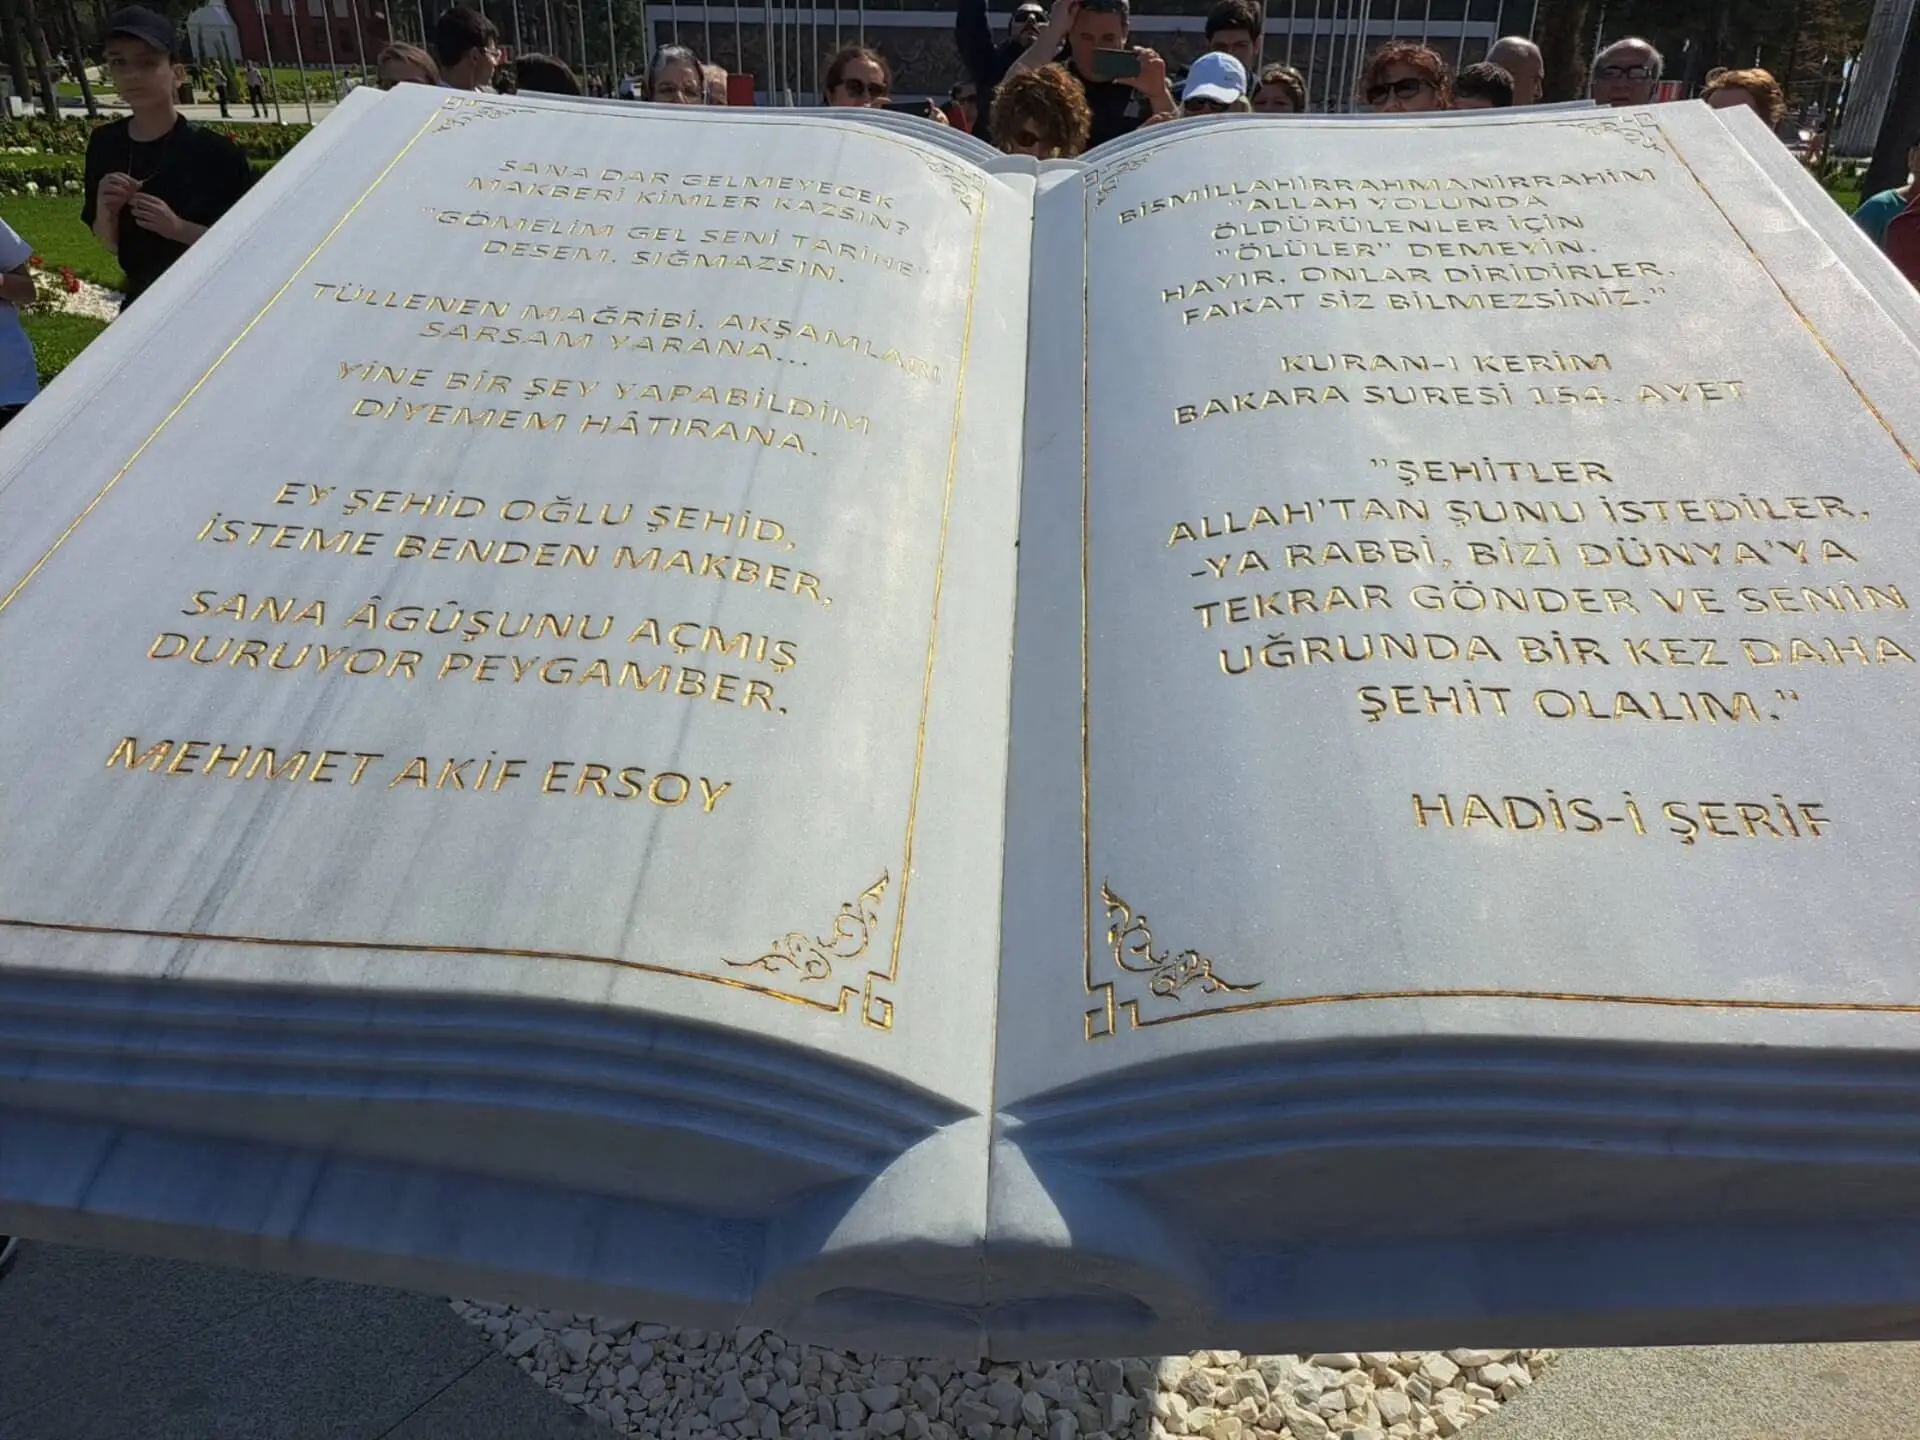 SANA DAR GELMEYECEK
MAKBERİ KİMLER KAZSIN?
"GÖMELİM GEL SENİ TARİHE"
DESEM, SIĞMAZSIN.
TÜLLENEN MAĞRİBİ, AKŞAMLARI
SARSAM YARANA...
YİNE BİR ŞEY YAPABİLDİM
DİYEMEM HÂTIRANA.
EY ŞEHİD OĞLU ŞEHİD,
İSTEME BENDEN MAKBER,
SANA ÂGÛŞUNU AÇMIŞ
DURUYOR PEYGAMBER.
MEHMET AKİF ERSOY
BİSMİLLAHİRRAHMANİRRAHİM
"ALLAH YOLUNDA
ÖLDÜRÜLENLER İÇİN
"ÖLÜLER" DEMEYİN.
HAYIR, ONLAR DİRİDİRLER,
FAKAT SİZ BİLMEZSİNİZ."
KURAN-I KERİM
BAKARA SURESİ 154. AYET
"ŞEHİTLER
ALLAH'TAN ŞUNU İSTEDİLER,
-YA RABBİ, BİZİ DÜNYA'YA
TEKRAR GÖNDER VE SENİN
UĞRUNDA BİR KEZ DAHA
ŞEHİT OLALIM."
HADİS-İ ŞERİF